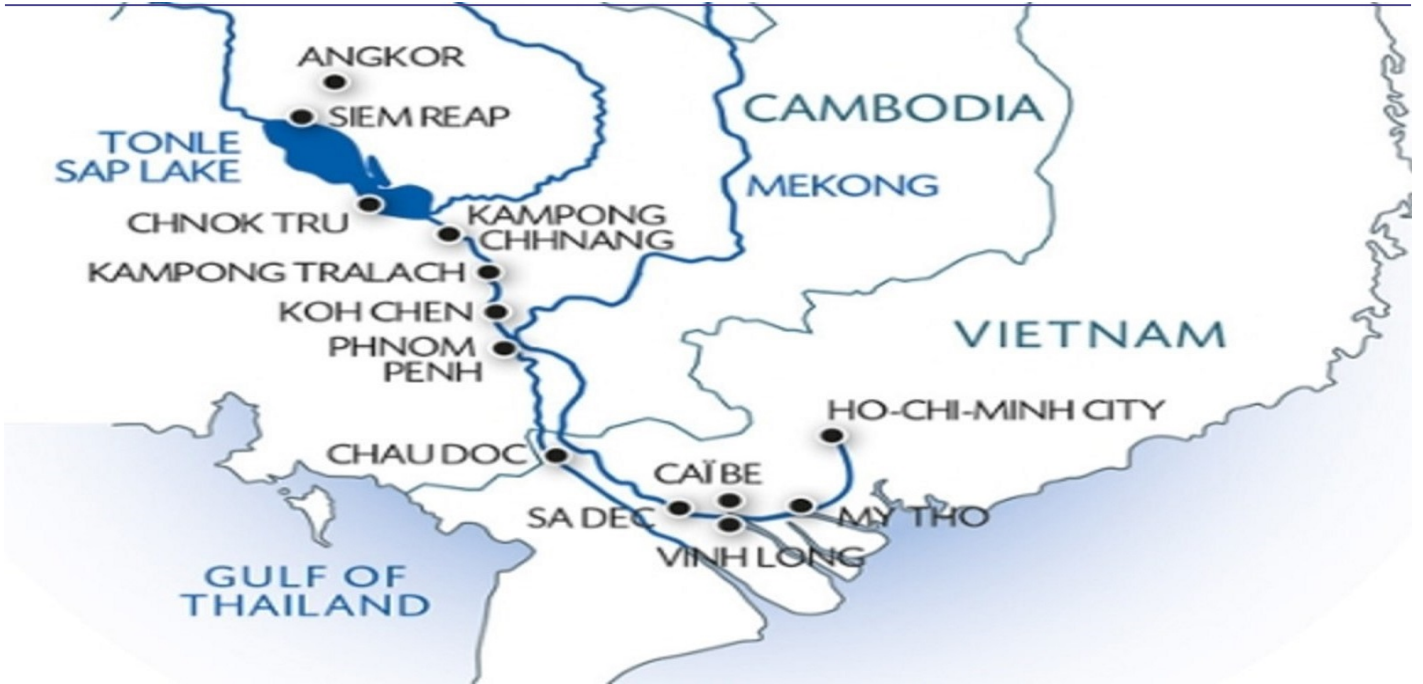 ANGKOR
SIEM REAP
CAMBODIA
TONLE
SAP LAKE
MEKONG
CHNOK TRU
KAMPONG
CHHNANG
KAMPONG TRALACH
KOH CHEN
VIETNAM
PHNOM
PENH
HO-CHI-MINH CITY
CHAU DOC
CAÏ BE
SA DEC
MY THO
VINH LONG
GULF OF
THAILAND